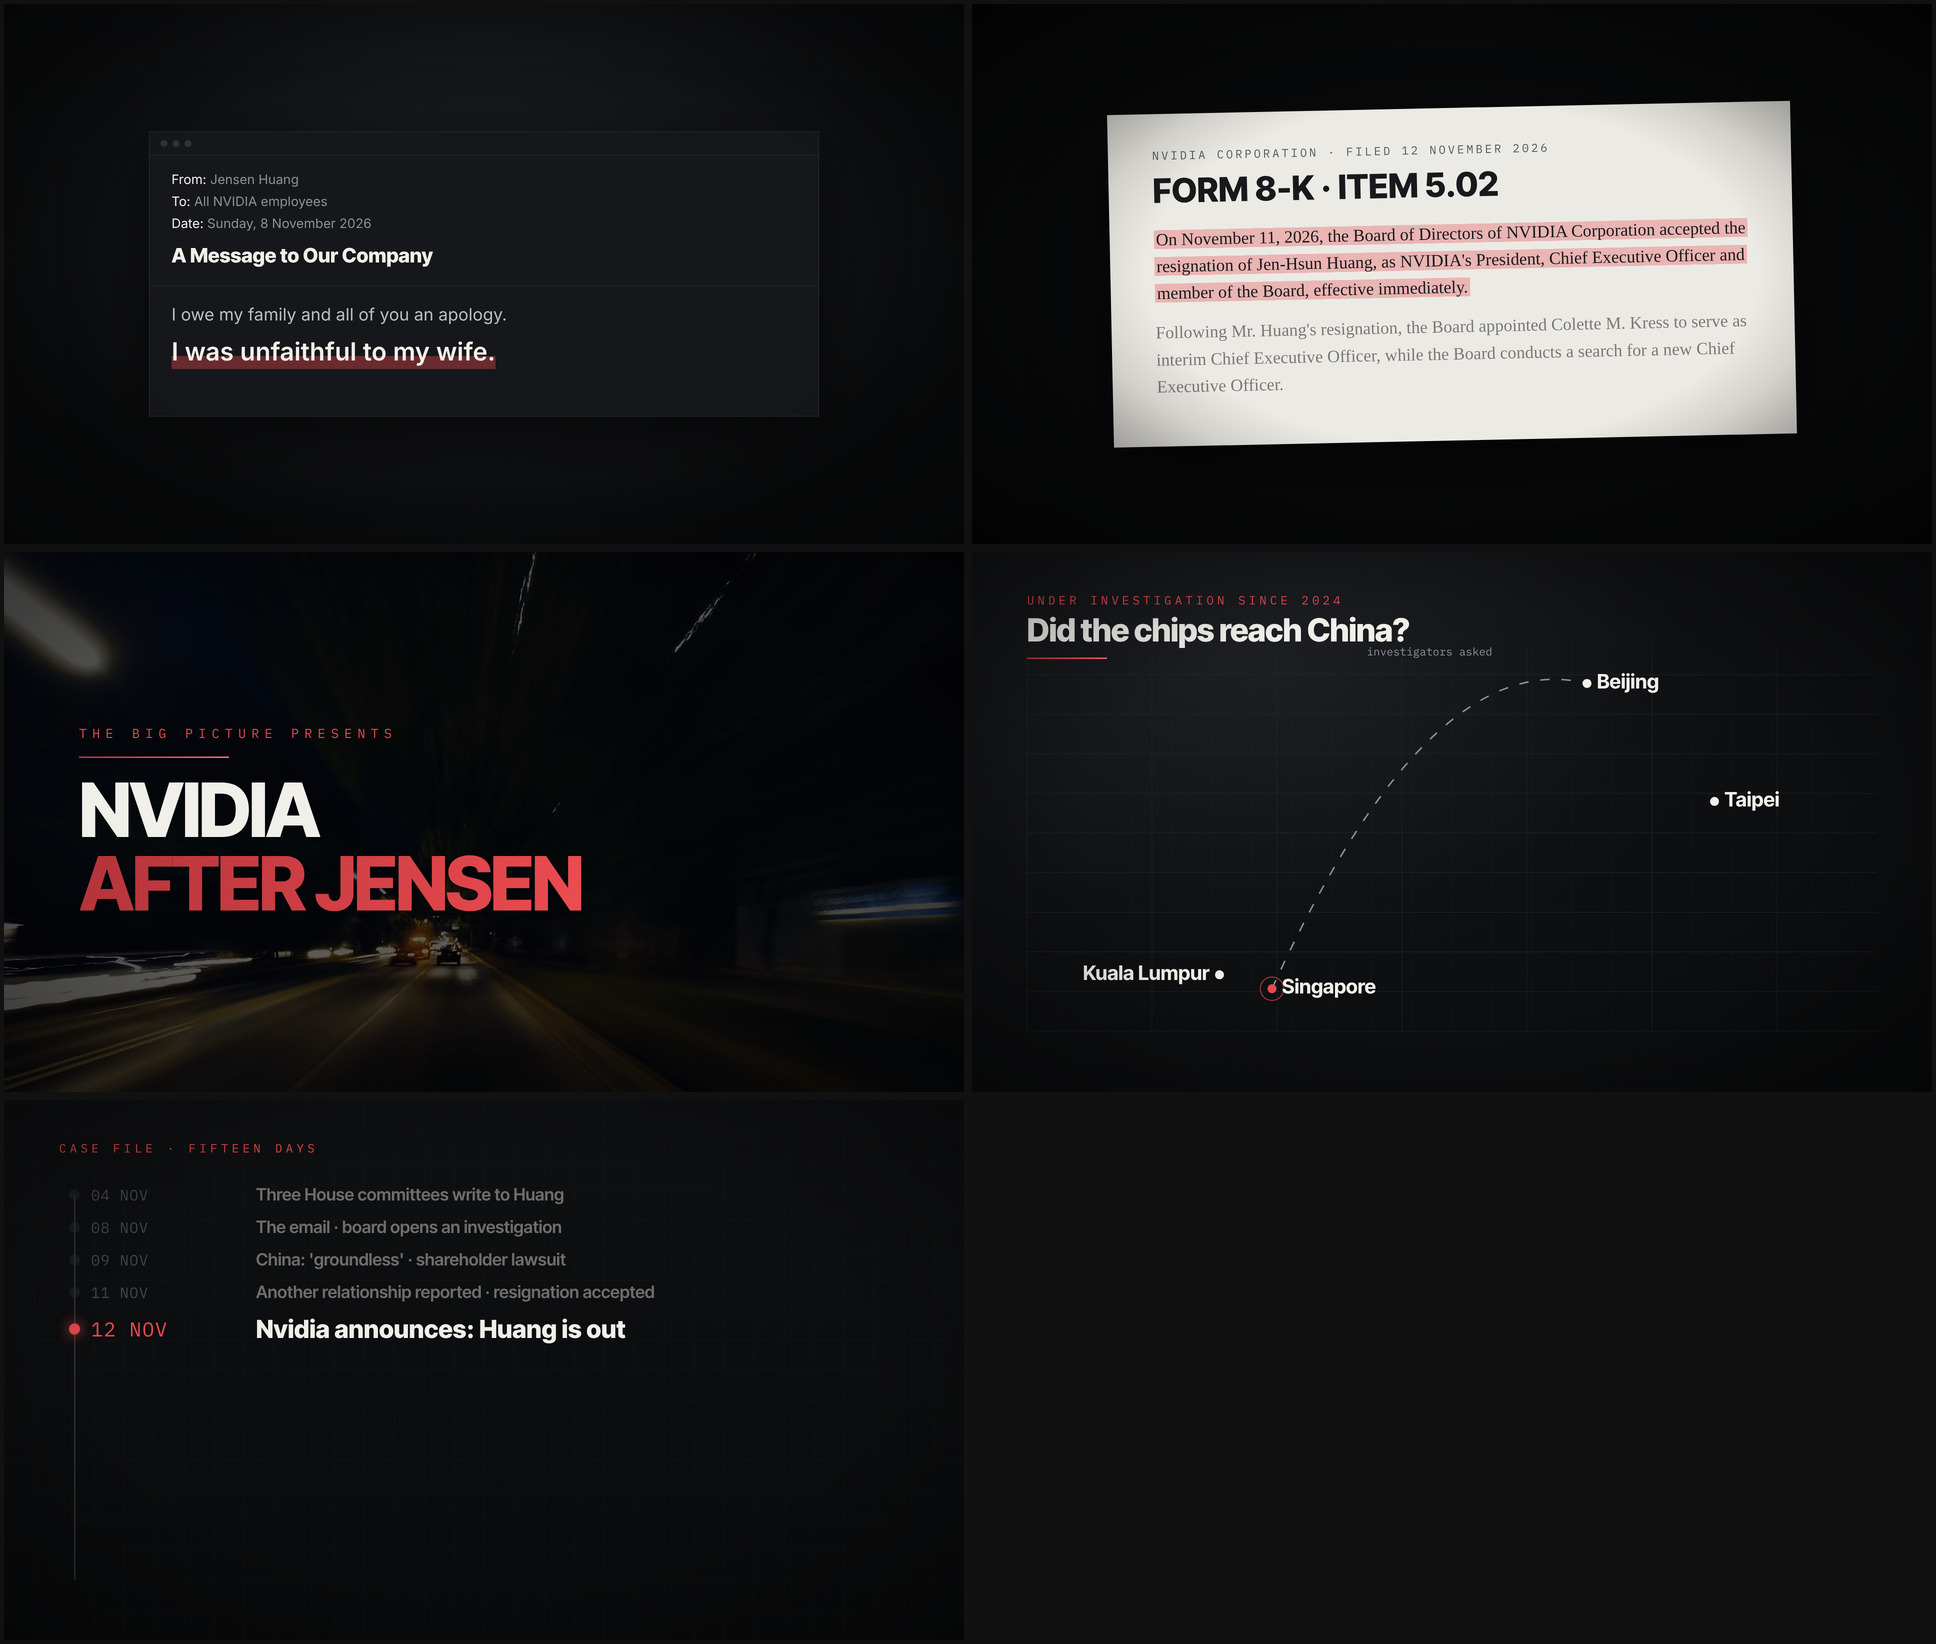 From: Jensen Huang
To: All NVIDIA employees
Date: Sunday, 8 November 2026
A Message to Our Company
I owe my family and all of you an apology.
I was unfaithful to my wife.
NVIDIA CORPORATION · FILED 12 NOVEMBER 2026
FORM 8-K · ITEM 5.02
On November 11, 2026, the Board of Directors of NVIDIA Corporation accepted the
resignation of Jen-Hsun Huang, as NVIDIA's President, Chief Executive Officer and
member of the Board, effective immediately.
Following Mr. Huang's resignation, the Board appointed Colette M. Kress to serve as
interim Chief Executive Officer, while the Board conducts a search for a new Chief
Executive Officer.
THE BIG PICTURE PRESENTS
NVIDIA
AFTER JENSEN
UNDER INVESTIGATION SINCE 2024
Did the chips reach China?
investigators asked
Beijing
Taipei
Kuala Lumpur
Singapore
CASE FILE · FIFTEEN DAYS
04 NOV Three House committees write to Huang
08 NOV The email · board opens an investigation
09 NOV China: 'groundless' · shareholder lawsuit
11 NOV Another relationship reported · resignation accepted
12 NOV Nvidia announces: Huang is out